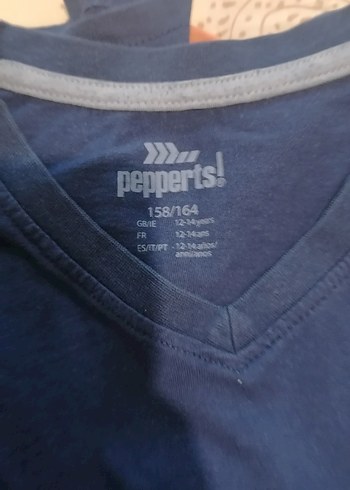 pepperts!
158/164
GB/IE 12-14 years
FR 12-14 ans
ES/IT/PT - 12-14 años/
anni/anos